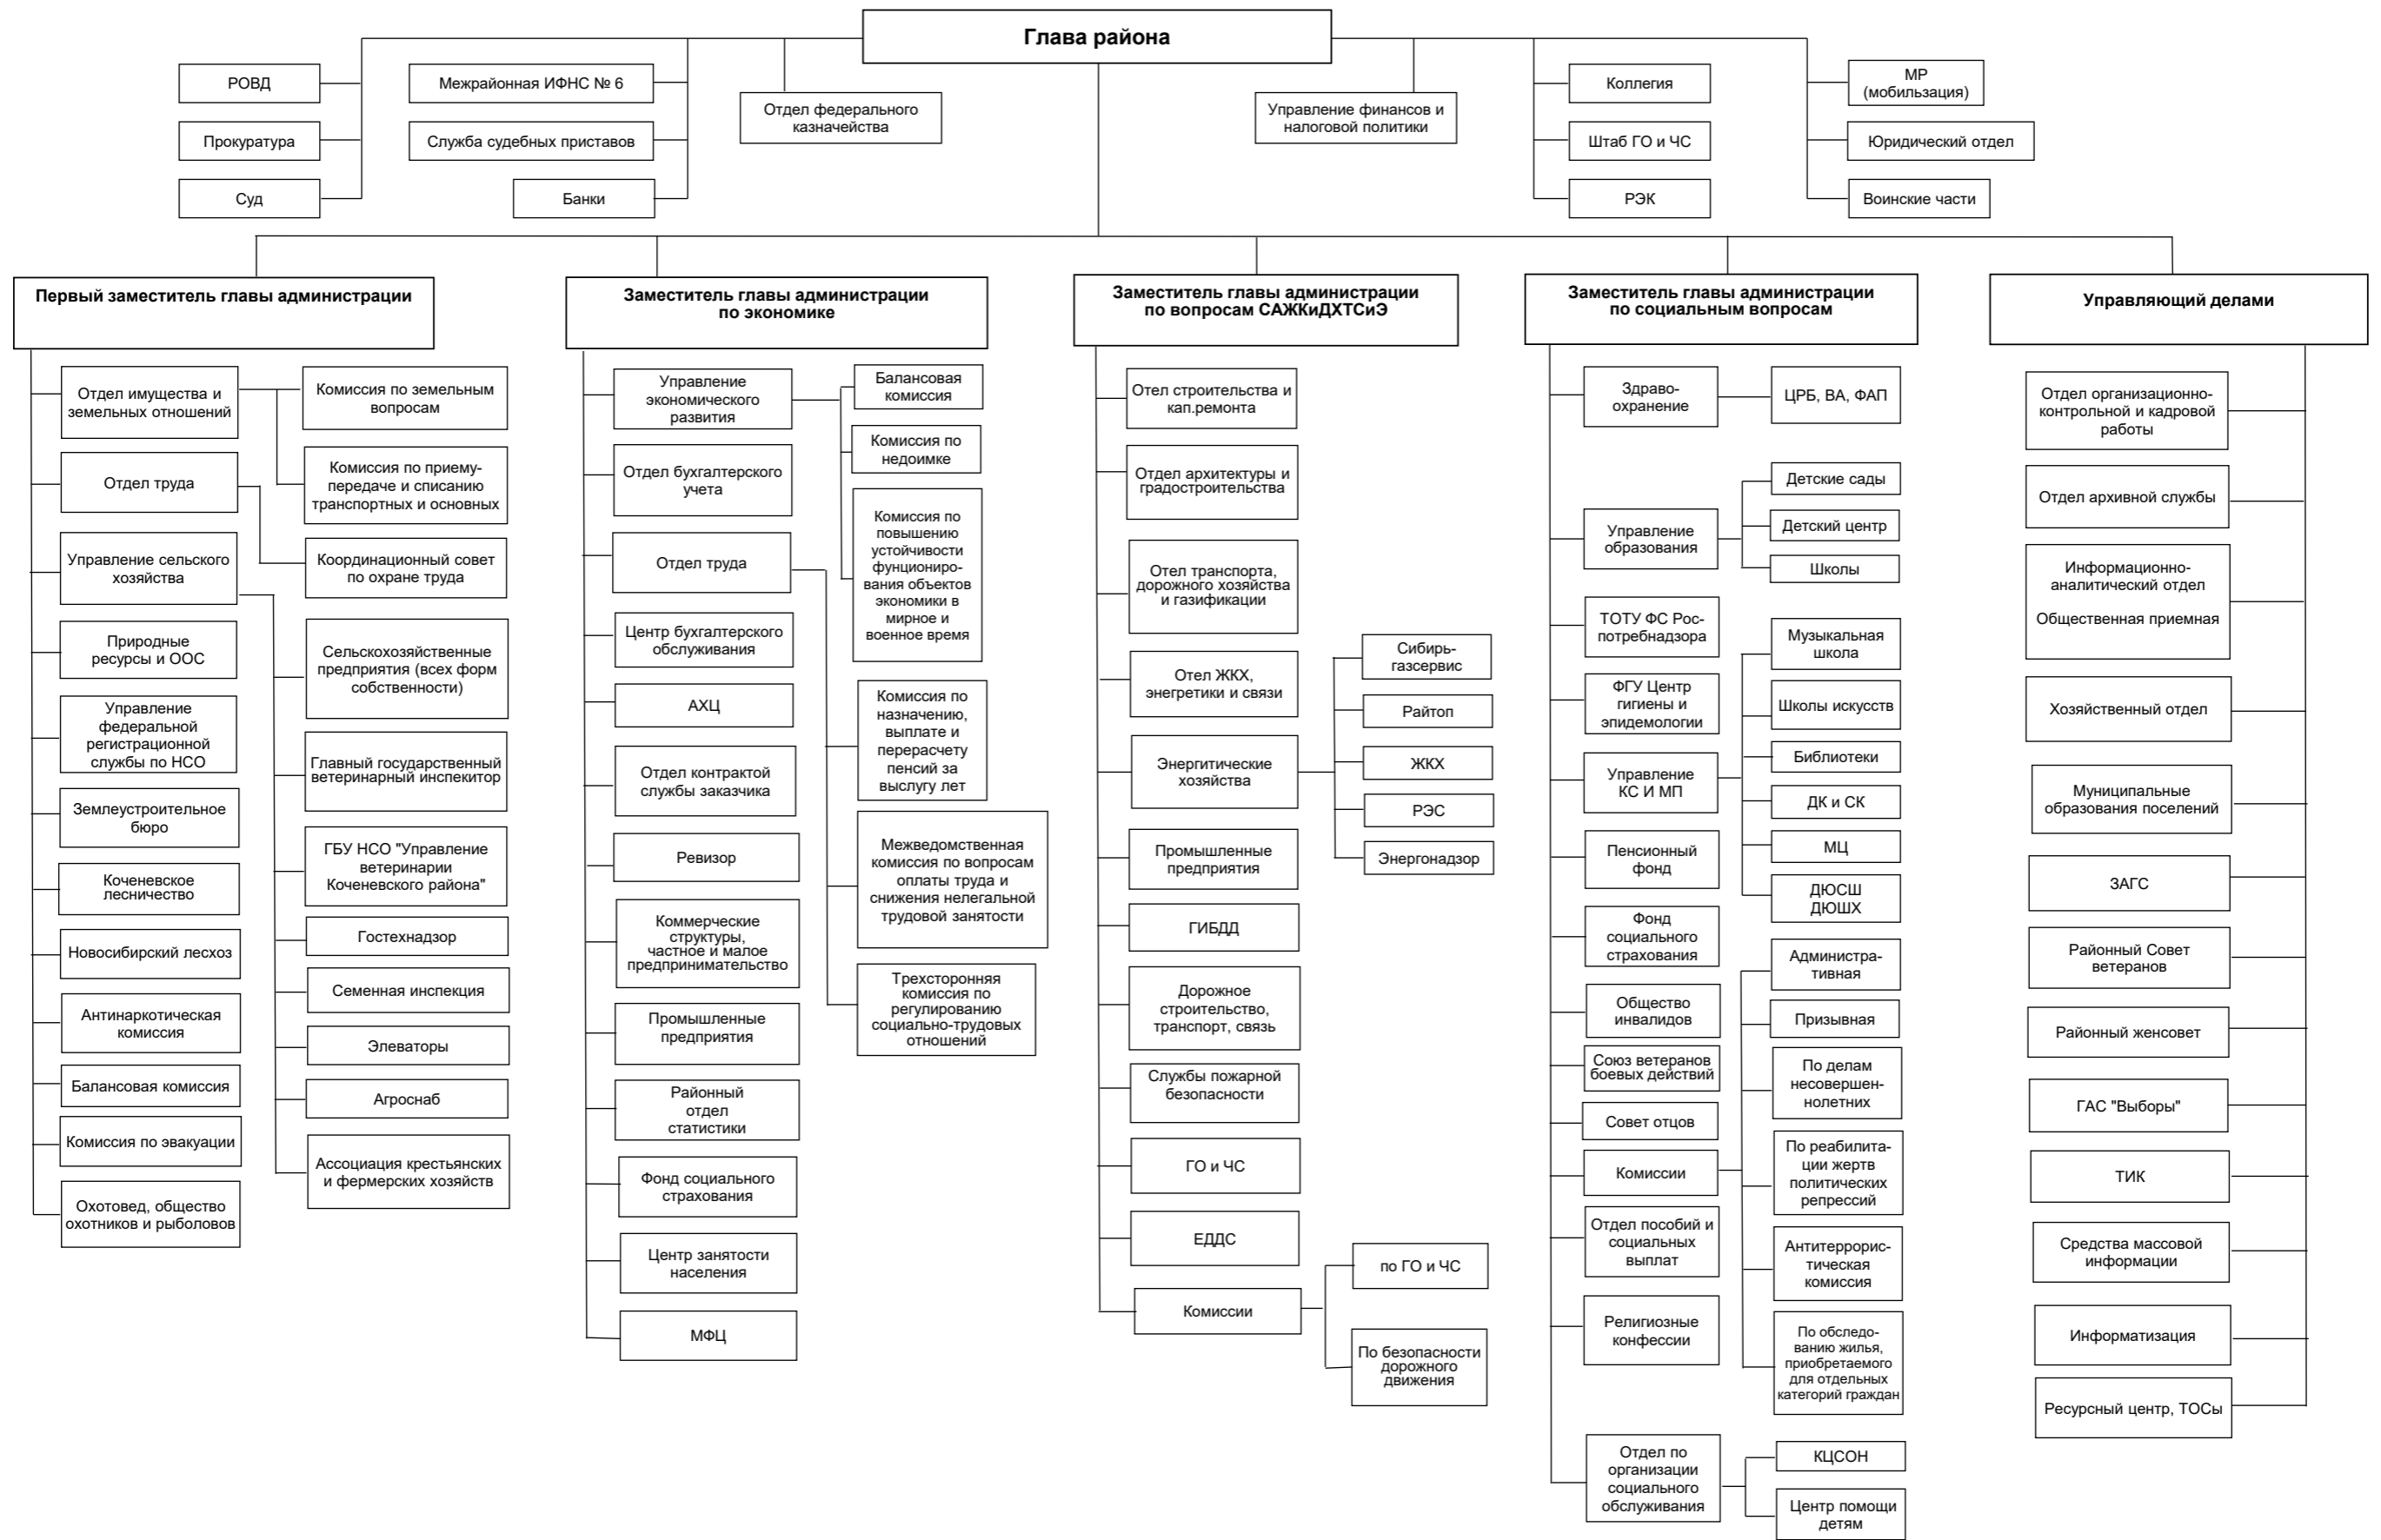 Глава района
РОВД
Прокуратура
Суд
Межрайонная ИФНС № 6
Служба судебных приставов
Банки
Отдел федерального
казначейства
Управление финансов и
налоговой политики
Коллегия
Штаб ГО и ЧС
РЭК
МР
(мобильзация)
Юридический отдел
Воинские части
Первый заместитель главы администрации
Отдел имущества и
земельных отношений
Отдел труда
Управление сельского
хозяйства
Природные
ресурсы и ООС
Управление
федеральной
регистрационной
службы по НСО
Землеустроительное
бюро
Коченевское
лесничество
Новосибирский лесхоз
Антинаркотическая
комиссия
Балансовая комиссия
Комиссия по эвакуации
Охотовед, общество
охотников и рыболовов
Комиссия по земельным
вопросам
Комиссия по приему-
передаче и списанию
транспортных и основных
Координационный совет
по охране труда
Сельскохозяйственные
предприятия (всех форм
собственности)
Главный государственный
ветеринарный инспекитор
ГБУ НСО "Управление
ветеринарии
Коченевского района"
Гостехнадзор
Семенная инспекция
Элеваторы
Агроснаб
Ассоциация крестьянских
и фермерских хозяйств
Заместитель главы администрации
по экономике
Управление
экономического
развития
Отдел бухгалтерского
учета
Отдел труда
Центр бухгалтерского
обслуживания
АХЦ
Отдел контрактой
службы заказчика
Ревизор
Коммерческие
структуры,
частное и малое
предпринимательство
Промышленные
предприятия
Районный
отдел
статистики
Фонд социального
страхования
Центр занятости
населения
МФЦ
Балансовая
комиссия
Комиссия по
недоимке
Комиссия по
повышению
устойчивости
фунциониро-
вания объектов
экономики в
мирное и
военное время
Комиссия по
назначению,
выплате и
перерасчету
пенсий за
выслугу лет
Межведомственная
комиссия по вопросам
оплаты труда и
снижения нелегальной
трудовой занятости
Трехсторонняя
комиссия по
регулированию
социально-трудовых
отношений
Заместитель главы администрации
по вопросам САЖКиДХТСиЭ
Отел строительства и
кап.ремонта
Отдел архитектуры и
градостроительства
Отел транспорта,
дорожного хозяйства
и газификации
Отел ЖКХ,
энегретики и связи
Энергитические
хозяйства
Промышленные
предприятия
ГИБДД
Дорожное
строительство,
транспорт, связь
Службы пожарной
безопасности
ГО и ЧС
ЕДДС
Комиссии
Сибирь-
газсервис
Райтоп
ЖКХ
РЭС
Энергонадзор
по ГО и ЧС
По безопасности
дорожного
движения
Заместитель главы администрации
по социальным вопросам
Здраво-
охранение
Управление
образования
ТОТУ ФС Рос-
потребнадзора
ФГУ Центр
гигиены и
эпидемологии
Управление
КС И МП
Пенсионный
фонд
Фонд
социального
страхования
Общество
инвалидов
Союз ветеранов
боевых действий
Совет отцов
Комиссии
Отдел пособий и
социальных
выплат
Религиозные
конфессии
Отдел по
организации
социального
обслуживания
ЦРБ, ВА, ФАП
Детские сады
Детский центр
Школы
Музыкальная
школа
Школы искусств
Библиотеки
ДК и СК
МЦ
ДЮСШ
ДЮШХ
Администра-
тивная
Призывная
По делам
несовершен-
нолетних
По реабилита-
ции жертв
политических
репрессий
Антитеррорис-
тическая
комиссия
По обследо-
ванию жилья,
приобретаемого
для отдельных
категорий граждан
КЦСОН
Центр помощи
детям
Управляющий делами
Отдел организационно-
контрольной и кадровой
работы
Отдел архивной службы
Информационно-
аналитический отдел
Общественная приемная
Хозяйственный отдел
Муниципальные
образования поселений
ЗАГС
Районный Совет
ветеранов
Районный женсовет
ГАС "Выборы"
ТИК
Средства массовой
информации
Информатизация
Ресурсный центр, ТОСы